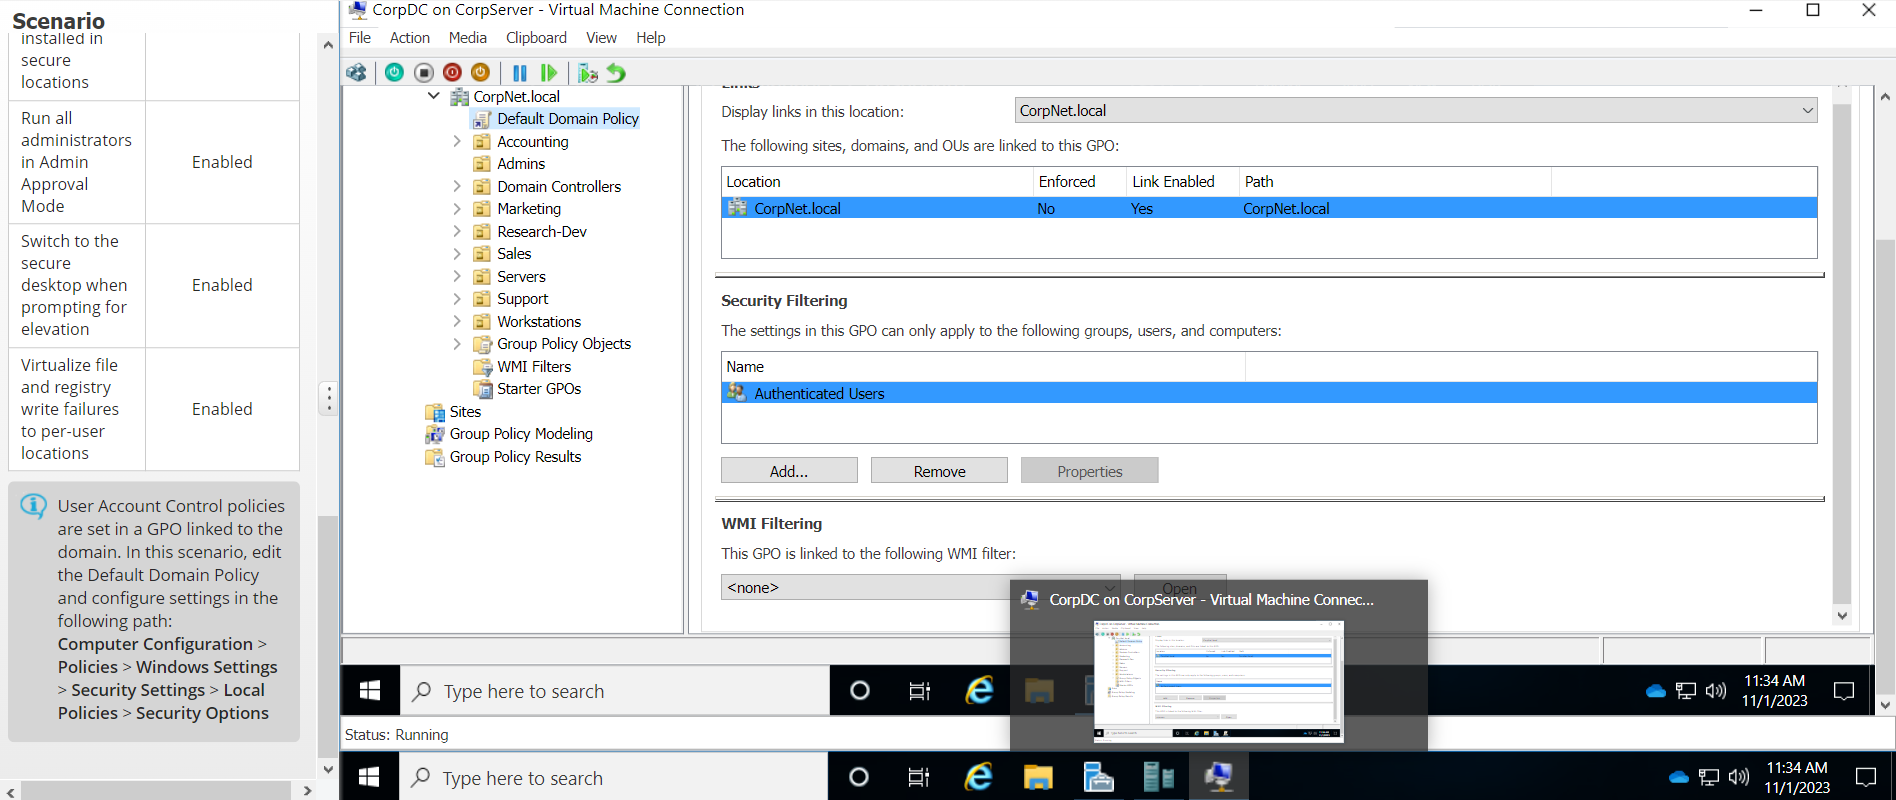 Scenario
installed in
secure
locations
Run all
administrators
in Admin
Approval
Mode
Enabled
Switch to the
secure
desktop when
prompting for
elevation
Enabled
Virtualize file
and registry
write failures
to per-user
locations
Enabled
User Account Control policies
are set in a GPO linked to the
domain. In this scenario, edit
the Default Domain Policy
and configure settings in the
following path:
Computer Configuration >
Policies > Windows Settings
> Security Settings > Local
Policies > Security Options
CorpDC on CorpServer - Virtual Machine Connection
File Action Media Clipboard View Help
CorpNet.local
Default Domain Policy
Accounting
Admins
Domain Controllers
Marketing
Research-Dev
Sales
Servers
Support
Workstations
Group Policy Objects
WMI Filters
Starter GPOs
Sites
Group Policy Modeling
Group Policy Results
Links
Display links in this location: CorpNet.local
The following sites, domains, and OUs are linked to this GPO:
Location Enforced Link Enabled Path
CorpNet.local No Yes CorpNet.local
Security Filtering
The settings in this GPO can only apply to the following groups, users, and computers:
Name
Authenticated Users
Add... Remove Properties
WMI Filtering
This GPO is linked to the following WMI filter:
<none> Open
CorpDC on CorpServer - Virtual Machine Connec...
Type here to search
11:34 AM
11/1/2023
Status: Running
Type here to search
11:34 AM
11/1/2023